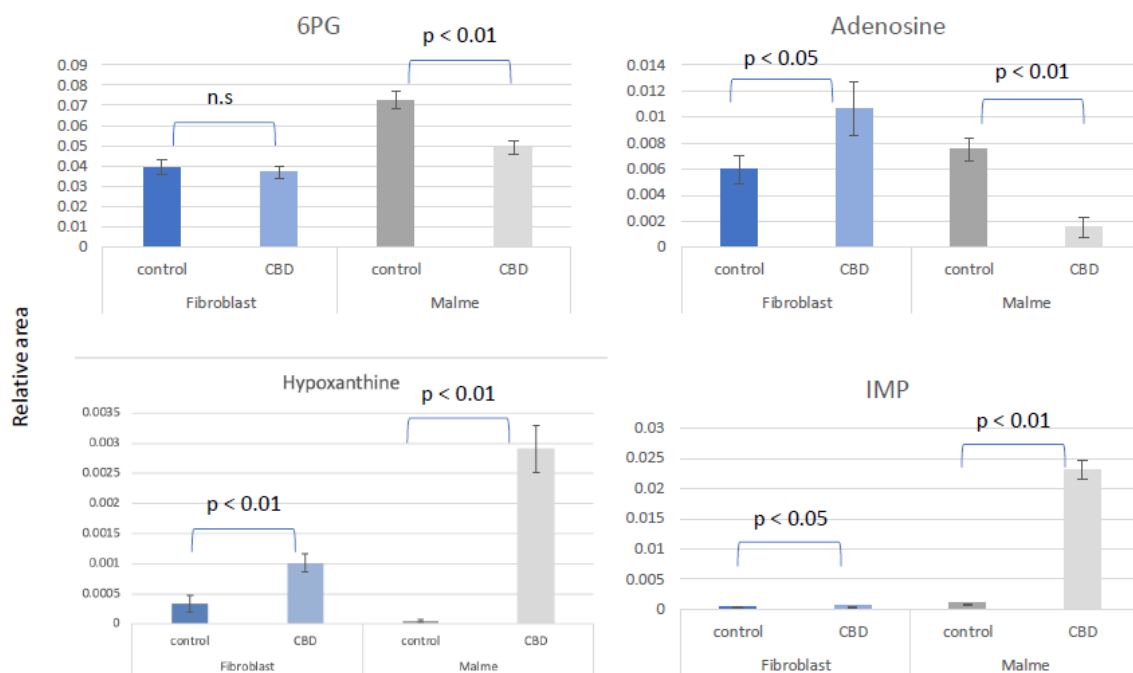 6PG
p < 0.01
n.s
0.09
0.08
0.07
0.06
0.05
0.04
0.03
0.02
0.01
0
control CBD control CBD
Fibroblast Malme
Adenosine
p < 0.05
p < 0.01
0.014
0.012
0.01
0.008
0.006
0.004
0.002
0
control CBD control CBD
Fibroblast Malme
Relative area
Hypoxanthine
p < 0.01
p < 0.01
0.0035
0.003
0.0025
0.002
0.0015
0.001
0.0005
0
control CBD control CBD
Fibroblast Malme
IMP
p < 0.01
p < 0.05
0.03
0.025
0.02
0.015
0.01
0.005
0
control CBD control CBD
Fibroblast Malme